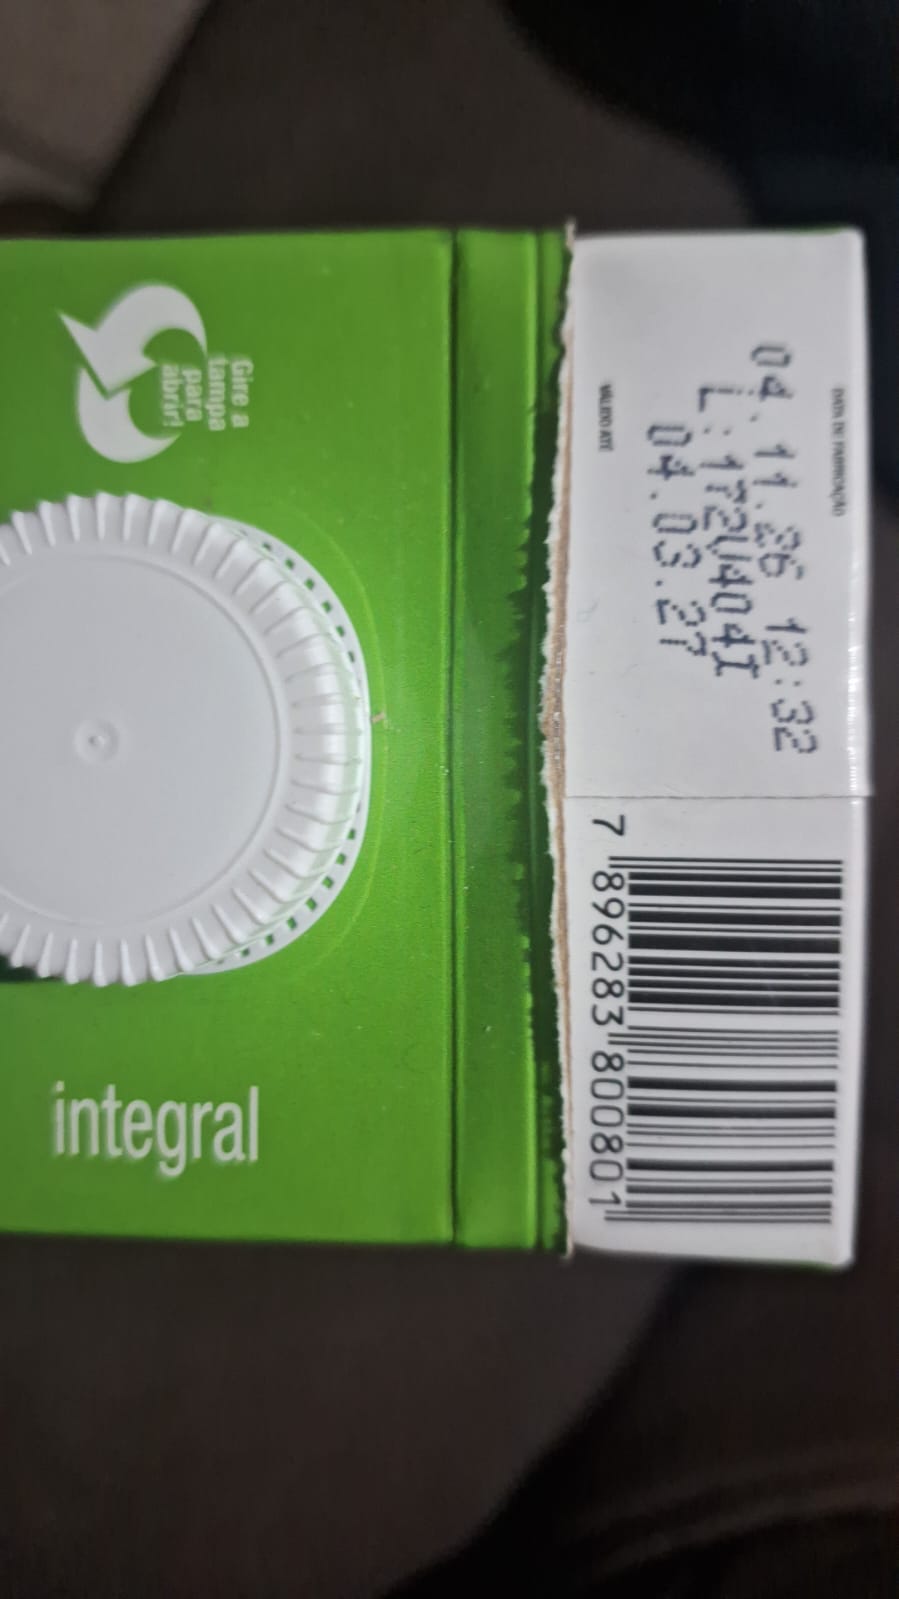 DATA DE FABRICAÇÃO
04.11.26 12:32
L:172U404I
04.03.27
VÁLIDO ATÉ
7 896283 800801
Gire a
tampa
para
abrir!
integral